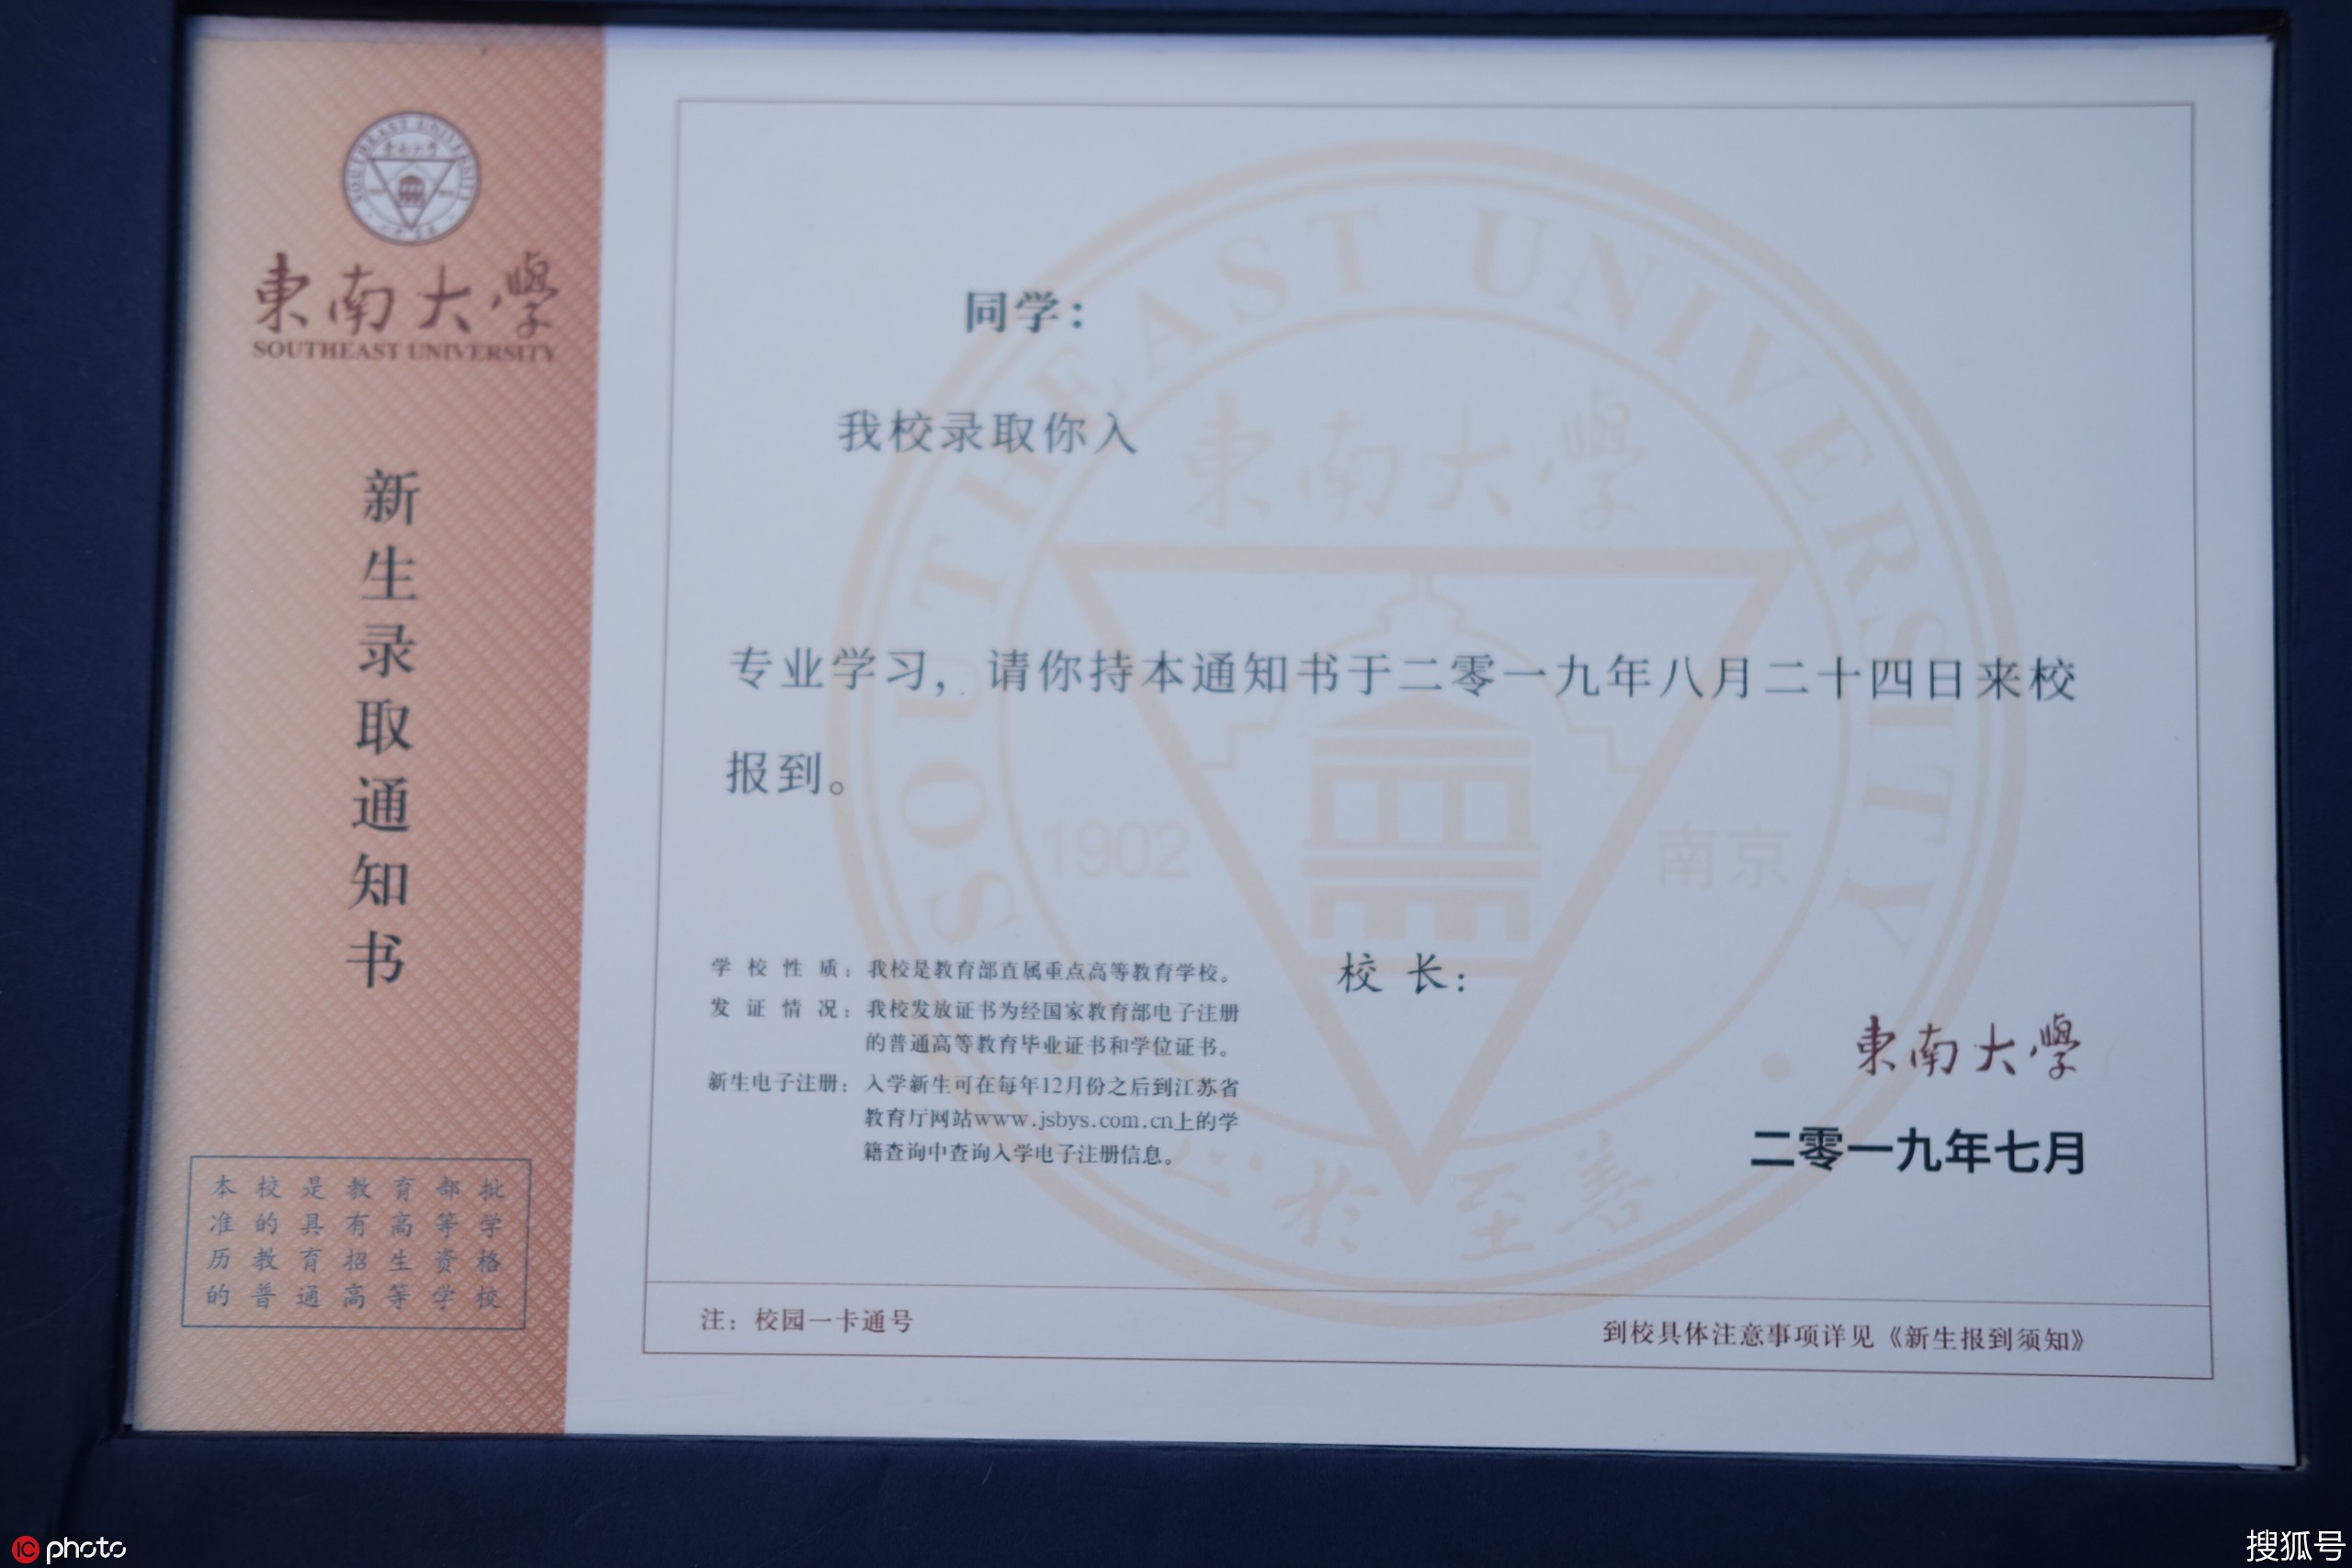 東南大學
SOUTHEAST UNIVERSITY
新生录取通知书
本校是教育部批
准的具有高等学
历教育招生资格
的普通高等学校
SOUTHEAST UNIVERSITY
東南大學
1902
南京
止於至善
同学：
我校录取你入
专业学习，请你持本通知书于二零一九年八月二十四日来校
报到。
学校性质：我校是教育部直属重点高等教育学校。
发证情况：我校发放证书为经国家教育部电子注册
的普通高等教育毕业证书和学位证书。
新生电子注册：入学新生可在每年12月份之后到江苏省
教育厅网站www.jsbys.com.cn上的学
籍查询中查询入学电子注册信息。
校长：
東南大學
二零一九年七月
注：校园一卡通号
到校具体注意事项详见《新生报到须知》
IC photo
搜狐号